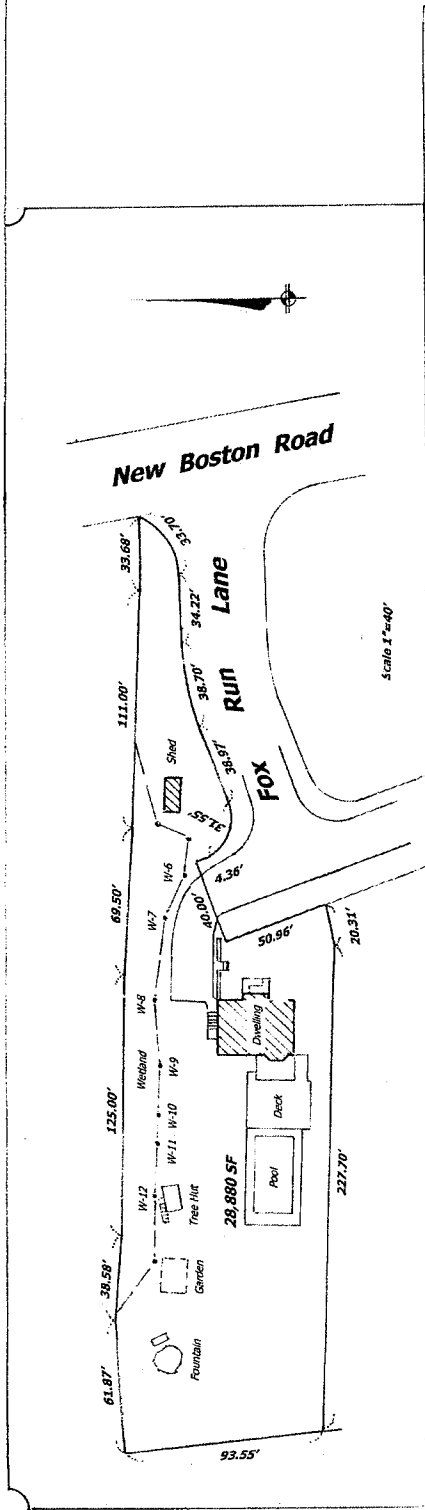 New Boston Road
33.68'
33.70'
111.00'
34.22'
Lane
38.70'
Run
Shed
38.97'
Fox
Scale 1"=40'
31.55'
69.50'
W-6
4.36'
W-7
40.00'
50.96'
20.31'
W-8
Dwelling
Wetland
W-9
125.00'
W-10
Deck
W-11
W-12
Tree Hut
28,880 SF
Pool
227.70'
38.58'
Garden
Fountain
61.87'
93.55'